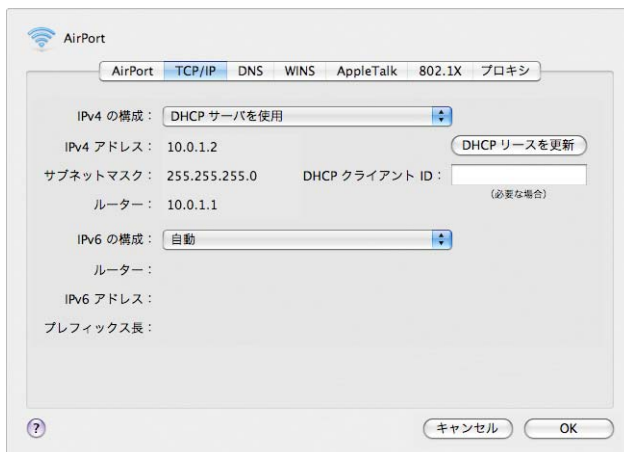 AirPort
AirPort TCP/IP DNS WINS AppleTalk 802.1X プロキシ
IPv4 の構成： DHCP サーバを使用
IPv4 アドレス： 10.0.1.2 DHCP リースを更新
サブネットマスク： 255.255.255.0 DHCP クライアント ID：
(必要な場合)
ルーター： 10.0.1.1
IPv6 の構成： 自動
ルーター：
IPv6 アドレス：
プレフィックス長：
? キャンセル OK